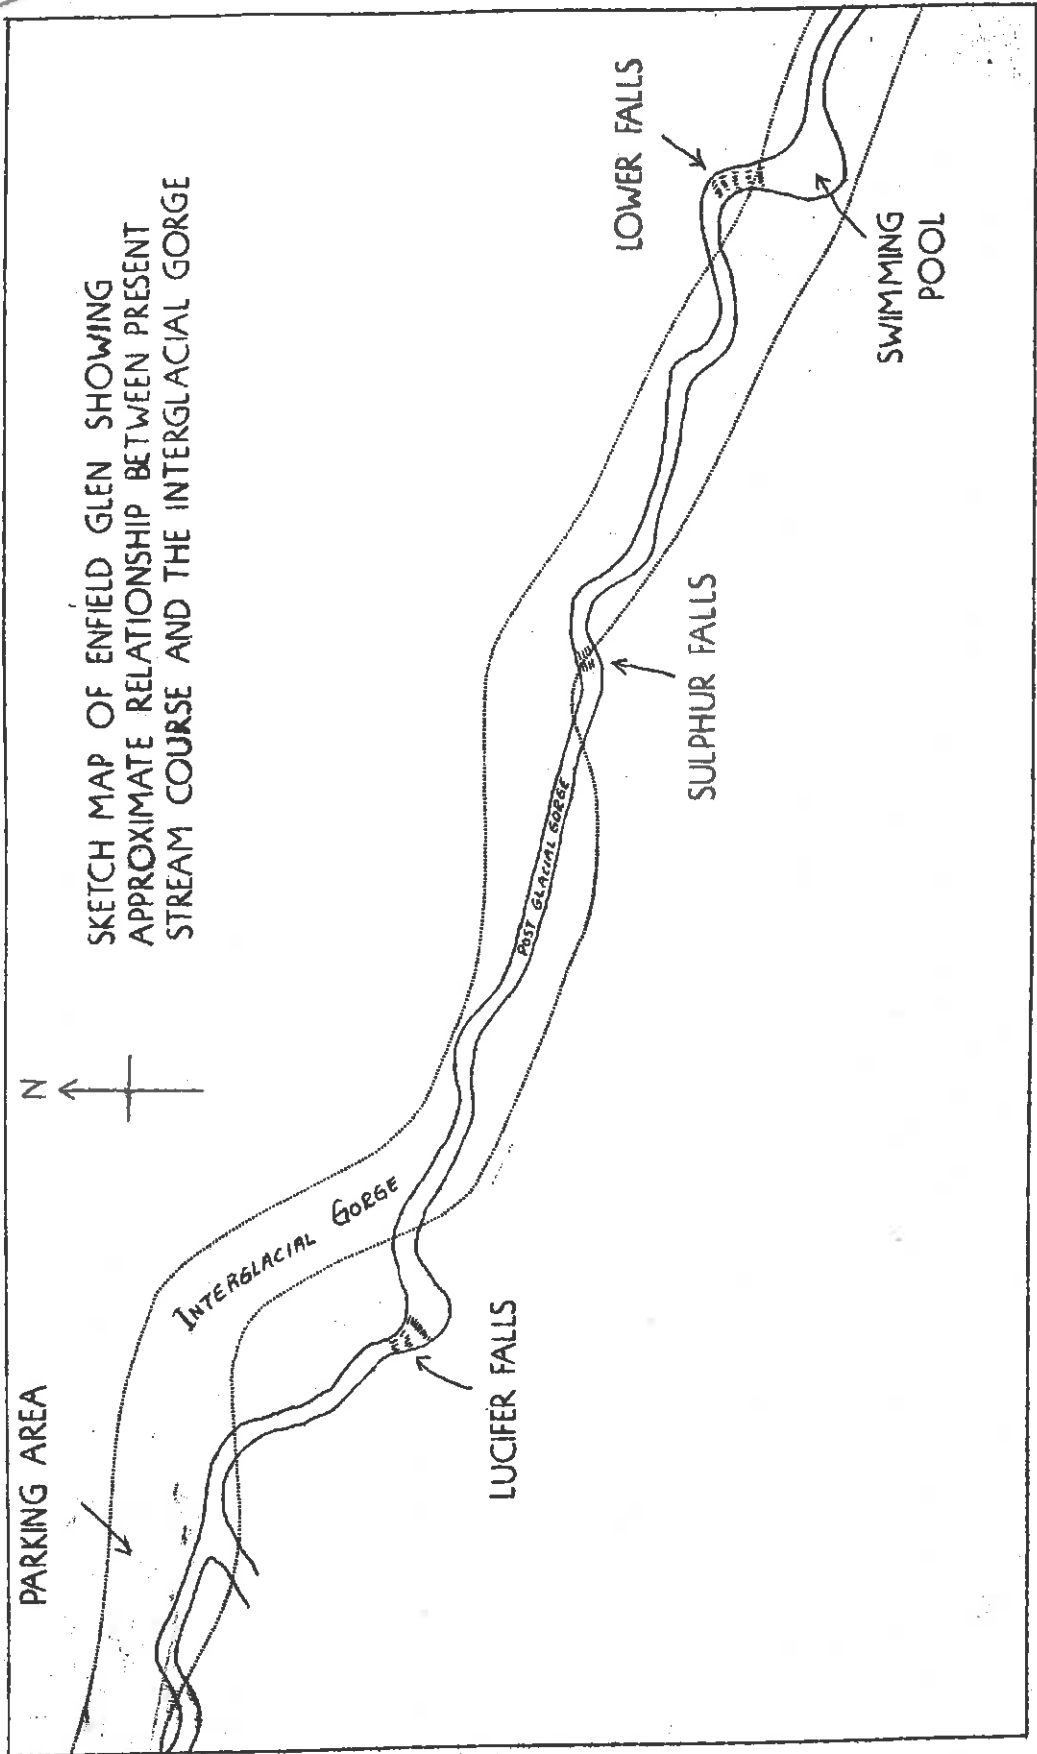 SKETCH MAP OF ENFIELD GLEN SHOWING
APPROXIMATE RELATIONSHIP BETWEEN PRESENT
STREAM COURSE AND THE INTERGLACIAL GORGE
N
PARKING AREA
INTERGLACIAL GORGE
LUCIFER FALLS
POST GLACIAL GORGE
SULPHUR FALLS
LOWER FALLS
SWIMMING
POOL